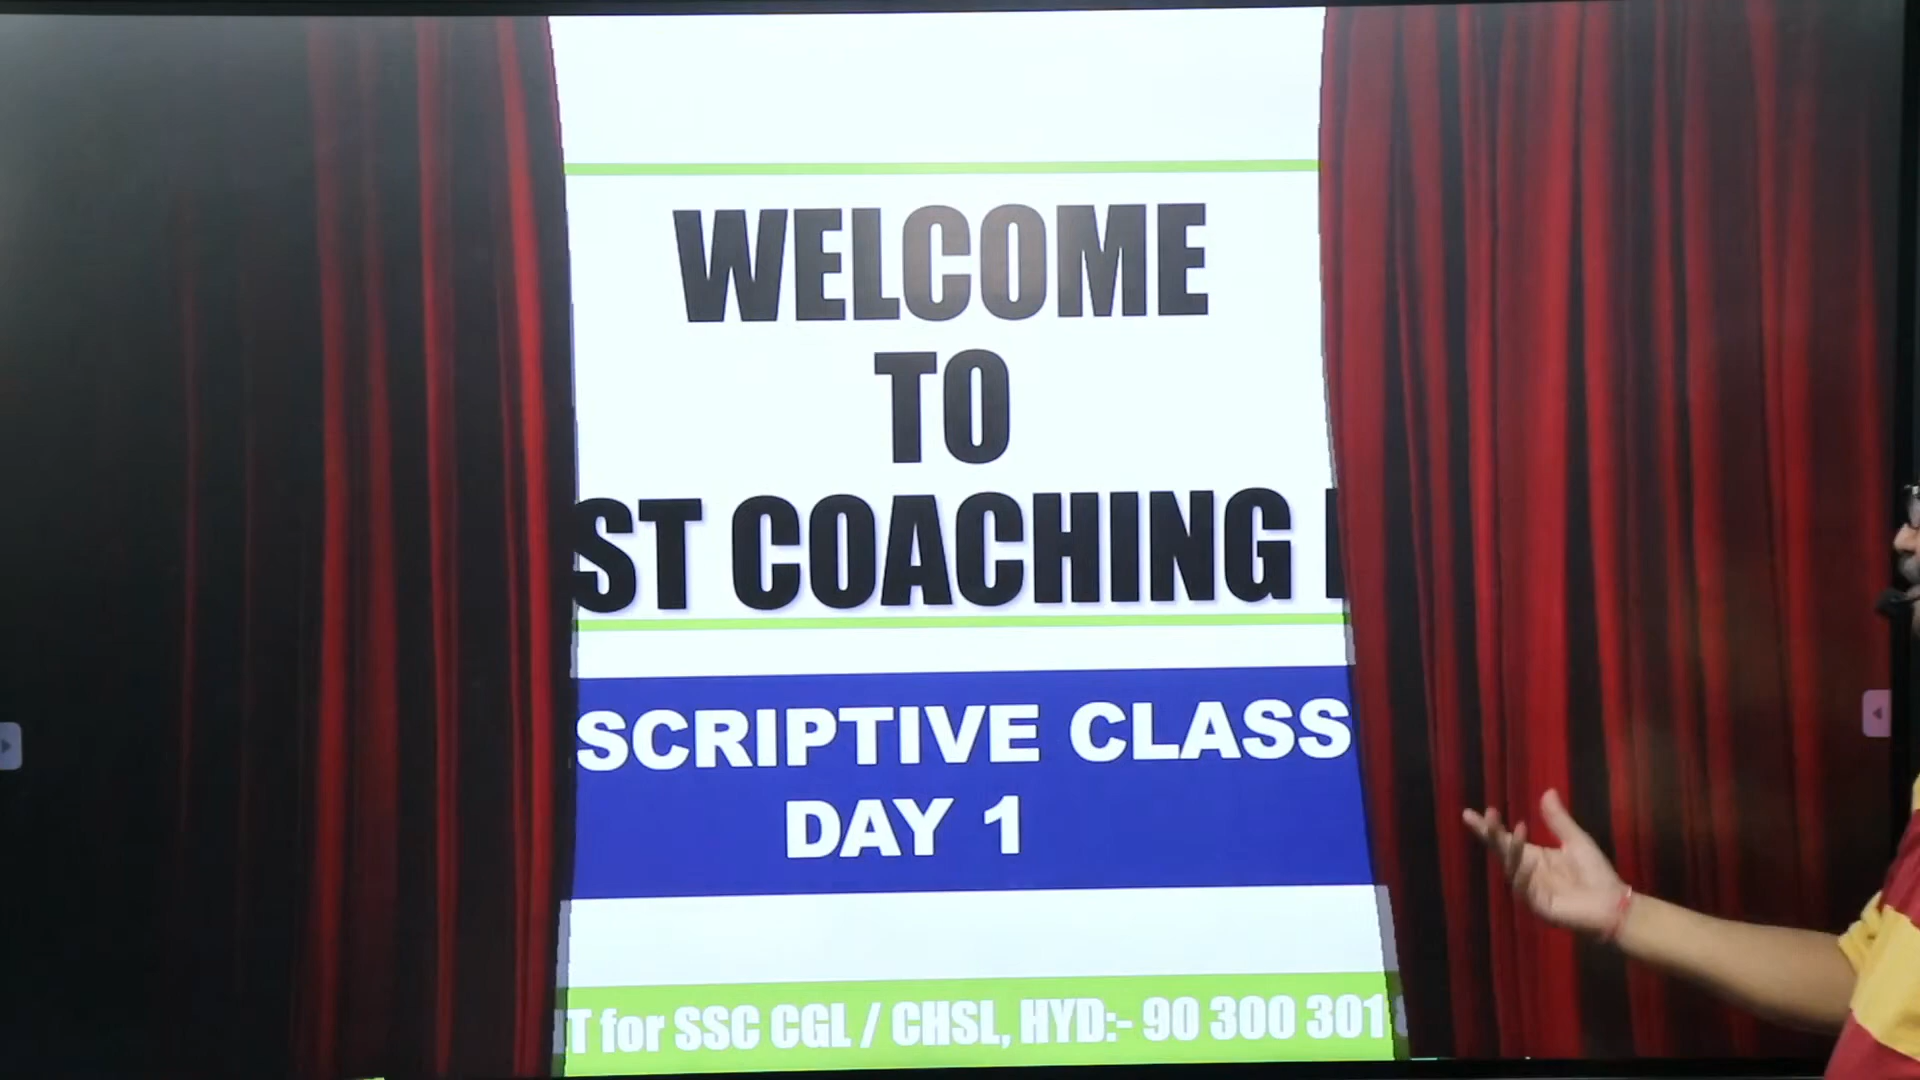 WELCOME
TO
ST COACHING
SCRIPTIVE CLASS
DAY 1
T for SSC CGL / CHSL, HYD:- 90 300 301